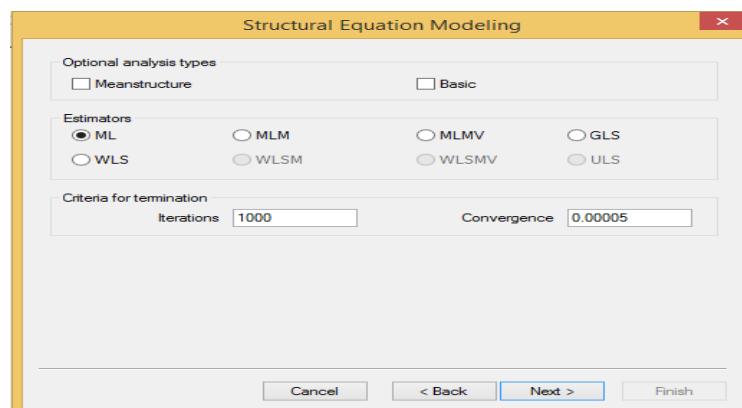 Structural Equation Modeling
Optional analysis types
Meanstructure Basic
Estimators
ML MLM MLMV GLS
WLS WLSM WLSMV ULS
Criteria for termination
Iterations 1000 Convergence 0.00005
Cancel < Back Next > Finish